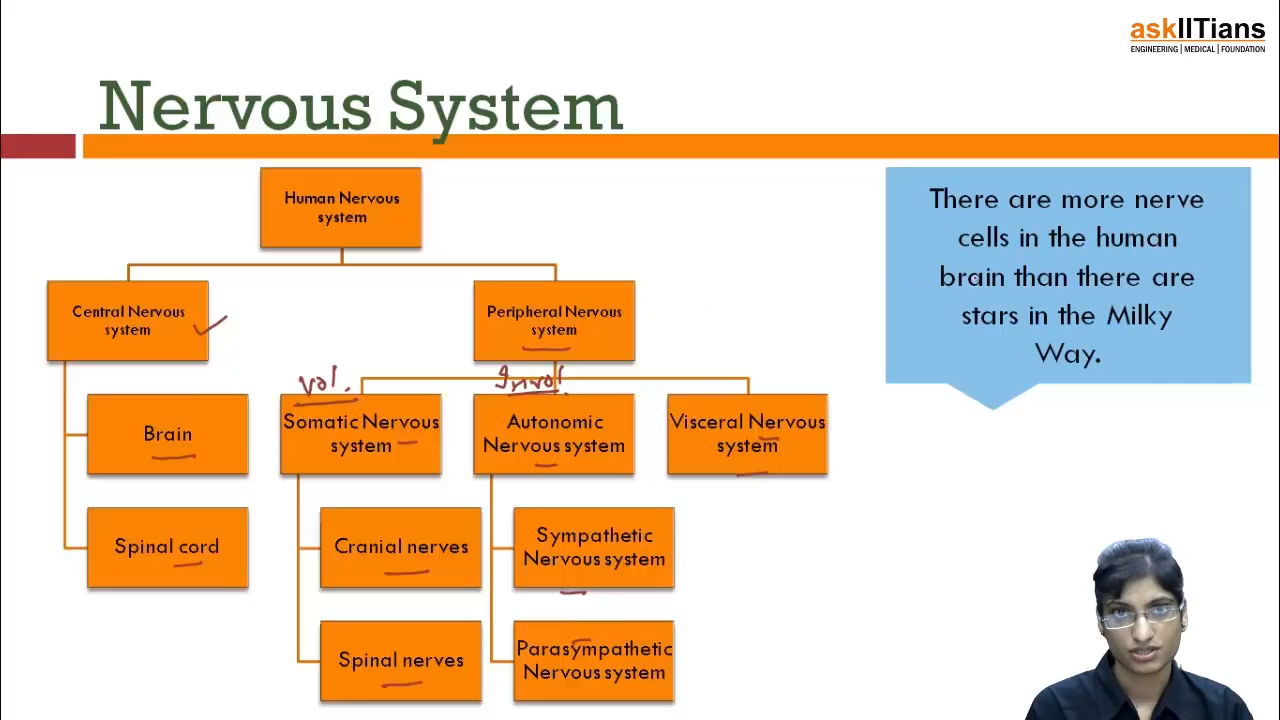 askIITians
ENGINEERING | MEDICAL | FOUNDATION
Nervous System
Human Nervous
system
Central Nervous
system
Peripheral Nervous
system
vol.
Invol.
Somatic Nervous
system
Autonomic
Nervous system
Visceral Nervous
system
Brain
Spinal cord
Cranial nerves
Spinal nerves
Sympathetic
Nervous system
Parasympathetic
Nervous system
There are more nerve
cells in the human
brain than there are
stars in the Milky
Way.